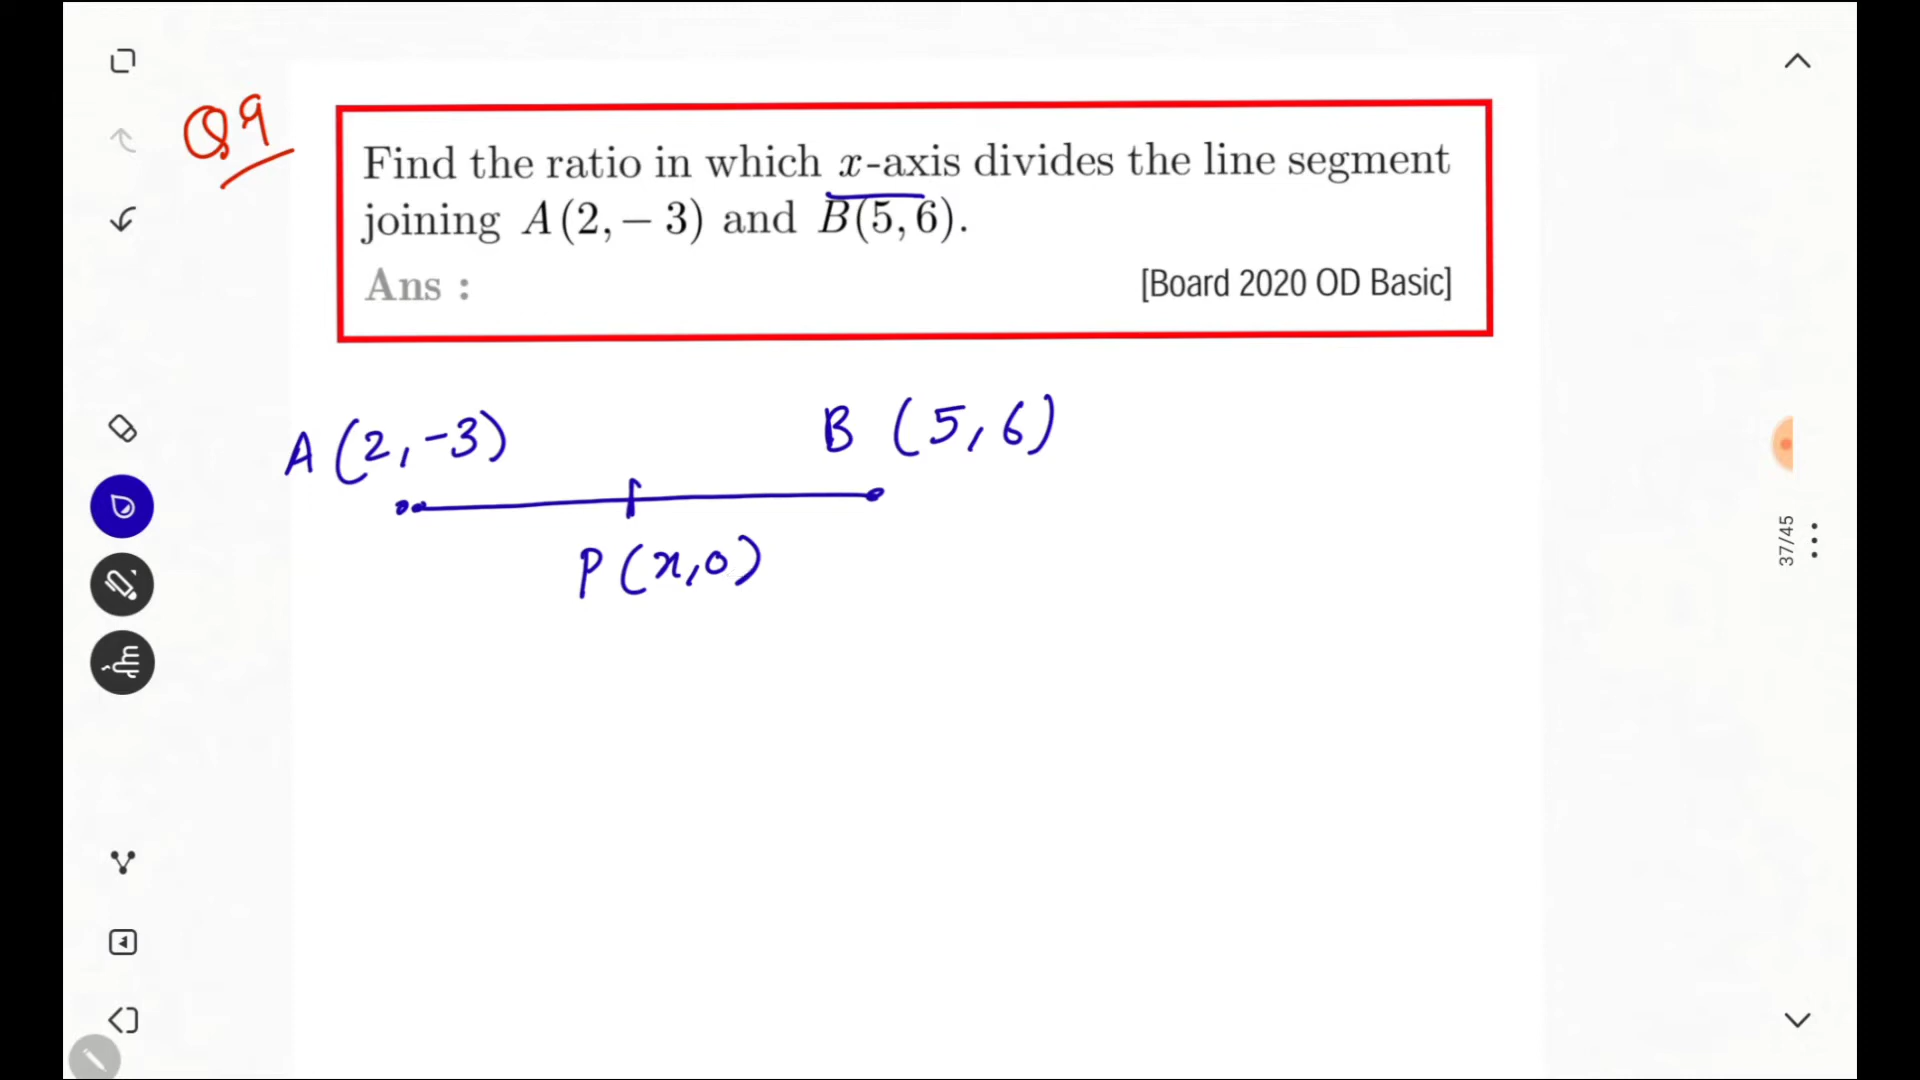 Q9
Find the ratio in which x-axis divides the line segment
joining A(2, – 3) and B(5, 6).
Ans :
[Board 2020 OD Basic]
A (2, -3)
B (5, 6)
P (x, 0)
37/45